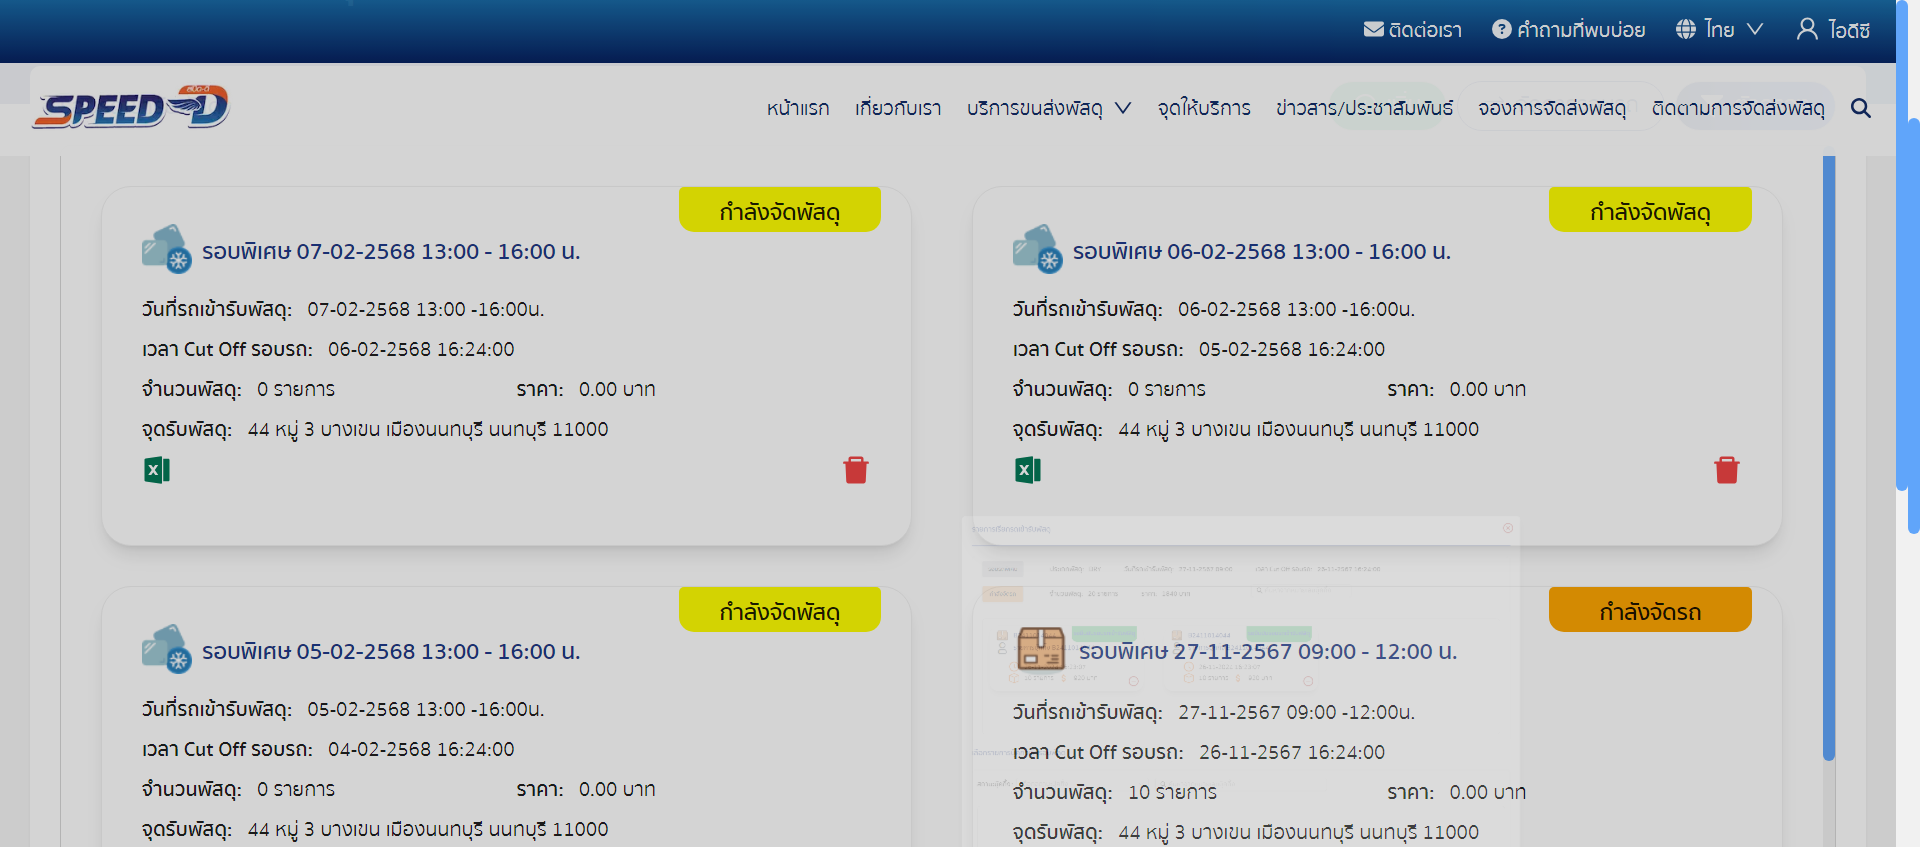 ติดต่อเรา คำถามที่พบบ่อย ไทย ไอดีซี
สปีด-ดี
SPEED-D
หน้าแรก เกี่ยวกับเรา บริการขนส่งพัสดุ จุดให้บริการ ข่าวสาร/ประชาสัมพันธ์ จองการจัดส่งพัสดุ ติดตามการจัดส่งพัสดุ
กำลังจัดพัสดุ
รอบพิเศษ 07-02-2568 13:00 - 16:00 น.
วันที่รถเข้ารับพัสดุ: 07-02-2568 13:00 -16:00น.
เวลา Cut Off รอบรถ: 06-02-2568 16:24:00
จำนวนพัสดุ: 0 รายการ ราคา: 0.00 บาท
จุดรับพัสดุ: 44 หมู่ 3 บางเขน เมืองนนทบุรี นนทบุรี 11000
กำลังจัดพัสดุ
รอบพิเศษ 06-02-2568 13:00 - 16:00 น.
วันที่รถเข้ารับพัสดุ: 06-02-2568 13:00 -16:00น.
เวลา Cut Off รอบรถ: 05-02-2568 16:24:00
จำนวนพัสดุ: 0 รายการ ราคา: 0.00 บาท
จุดรับพัสดุ: 44 หมู่ 3 บางเขน เมืองนนทบุรี นนทบุรี 11000
กำลังจัดพัสดุ
รอบพิเศษ 05-02-2568 13:00 - 16:00 น.
วันที่รถเข้ารับพัสดุ: 05-02-2568 13:00 -16:00น.
เวลา Cut Off รอบรถ: 04-02-2568 16:24:00
จำนวนพัสดุ: 0 รายการ ราคา: 0.00 บาท
จุดรับพัสดุ: 44 หมู่ 3 บางเขน เมืองนนทบุรี นนทบุรี 11000
กำลังจัดรถ
รอบพิเศษ 27-11-2567 09:00 - 12:00 น.
วันที่รถเข้ารับพัสดุ: 27-11-2567 09:00 -12:00น.
เวลา Cut Off รอบรถ: 26-11-2567 16:24:00
จำนวนพัสดุ: 10 รายการ ราคา: 0.00 บาท
จุดรับพัสดุ: 44 หมู่ 3 บางเขน เมืองนนทบุรี นนทบุรี 11000